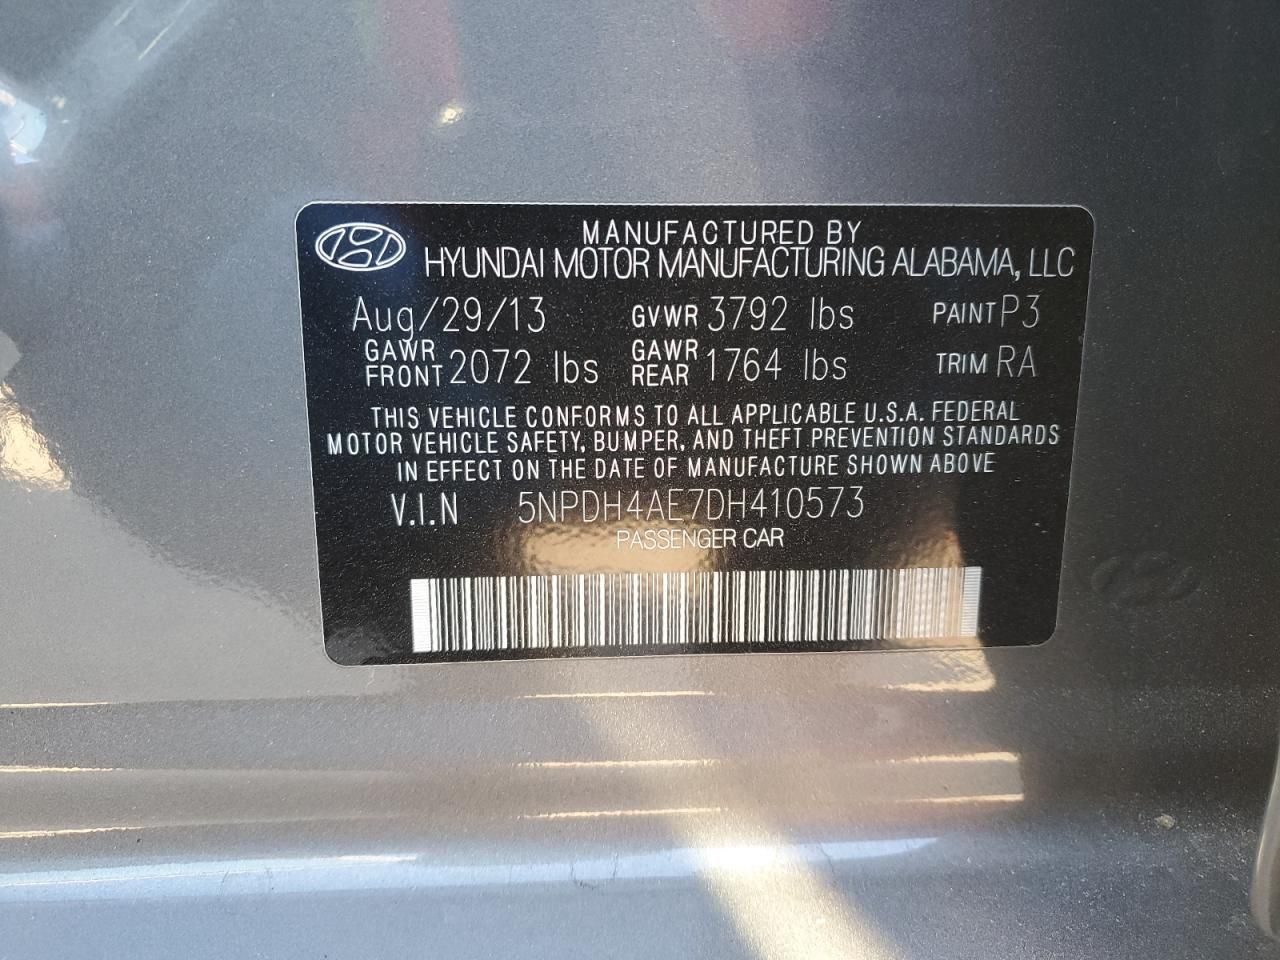 MANUFACTURED BY
HYUNDAI MOTOR MANUFACTURING ALABAMA, LLC
Aug/29/13 GVWR 3792 lbs PAINT P3
GAWR FRONT 2072 lbs GAWR REAR 1764 lbs TRIM RA
THIS VEHICLE CONFORMS TO ALL APPLICABLE U.S.A. FEDERAL
MOTOR VEHICLE SAFETY, BUMPER, AND THEFT PREVENTION STANDARDS
IN EFFECT ON THE DATE OF MANUFACTURE SHOWN ABOVE
V.I.N 5NPDH4AE7DH410573
PASSENGER CAR